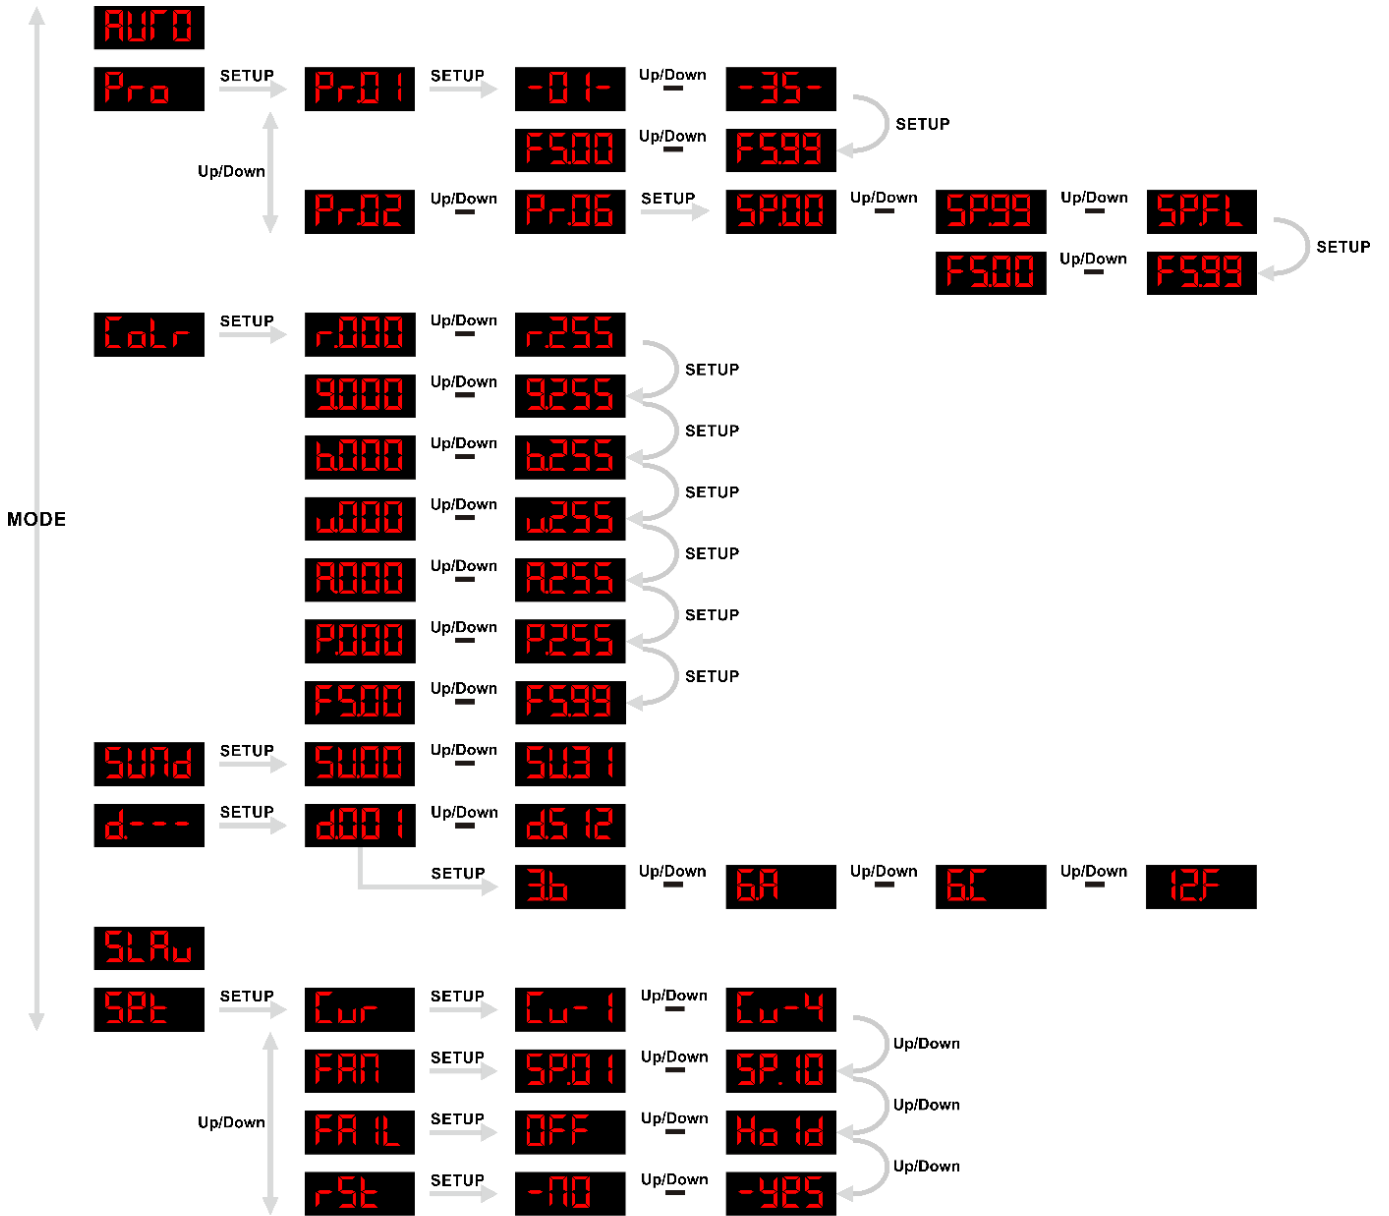 AUTO
Pro SETUP Pr.01 SETUP -01- Up/Down -35-
SETUP
FS.00 Up/Down FS.99
Up/Down
Pr.02 Up/Down Pr.06 SETUP SP.00 Up/Down SP.99 Up/Down SP.FL
SETUP
FS.00 Up/Down FS.99
CoLr SETUP r.000 Up/Down r.255
SETUP
g.000 Up/Down g.255
SETUP
b.000 Up/Down b.255
SETUP
MODE
u.000 Up/Down u.255
SETUP
A.000 Up/Down A.255
SETUP
P.000 Up/Down P.255
SETUP
FS.00 Up/Down FS.99
SUNd SETUP SU.00 Up/Down SU.31
d.--- SETUP d.001 Up/Down d.512
SETUP 3.b Up/Down 6.A Up/Down 6.C Up/Down 12.F
SLAu
SEt SETUP Cur SETUP Cu-1 Up/Down Cu-4
Up/Down
FAN SETUP SP.01 Up/Down SP.10
Up/Down
Up/Down
FAIL SETUP OFF Up/Down Hold
Up/Down
rSt SETUP -NO Up/Down -yES